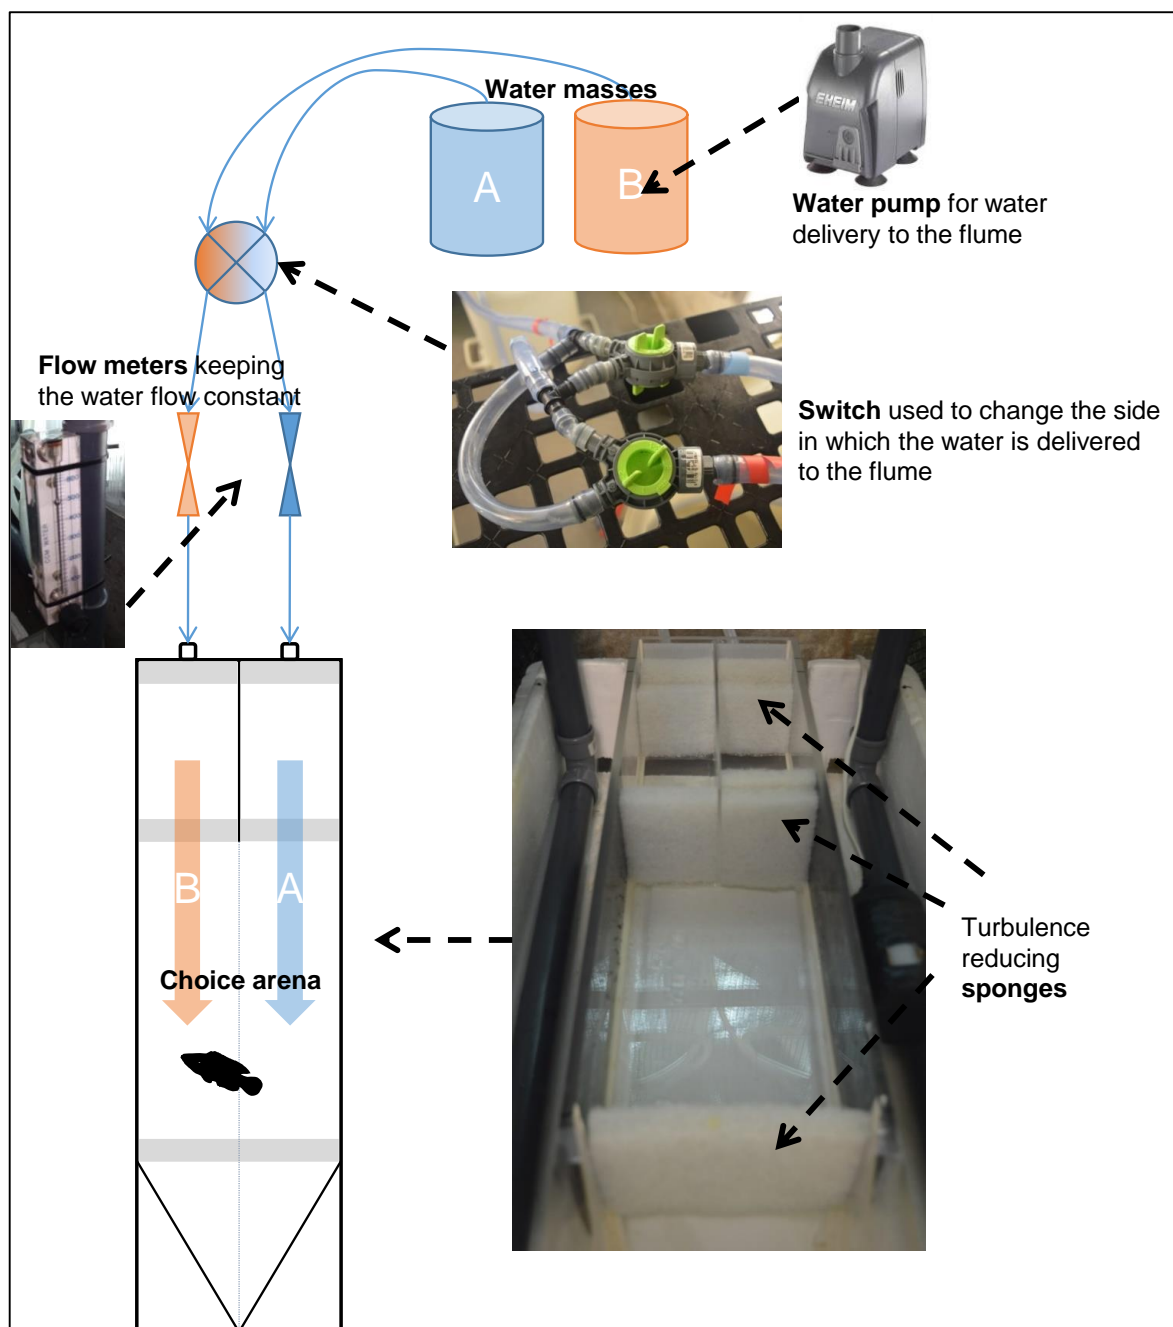 Water masses
A
B
EHEIM
Water pump for water
delivery to the flume
Flow meters keeping
the water flow constant
Switch used to change the side
in which the water is delivered
to the flume
B
A
Choice arena
Turbulence
reducing
sponges